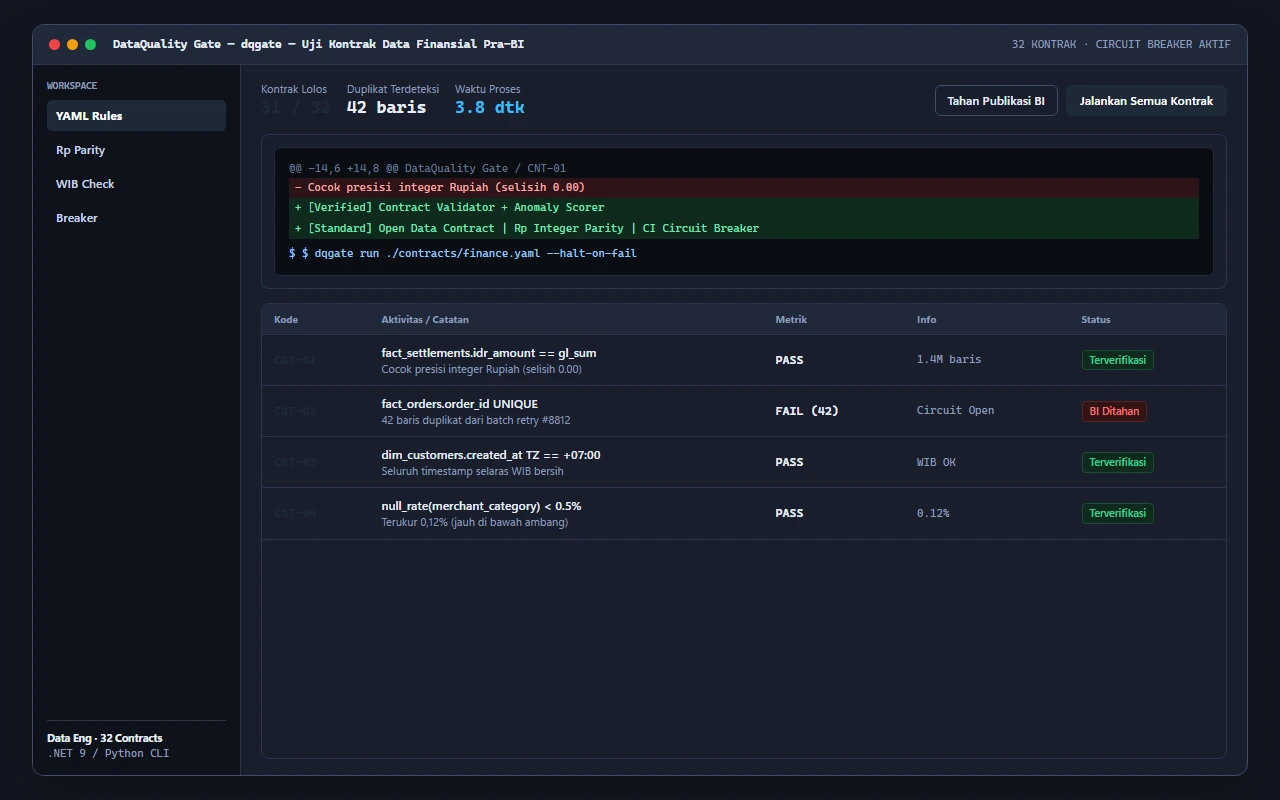 DataQuality Gate — dqgate — Uji Kontrak Data Finansial Pra-BI
32 KONTRAK · CIRCUIT BREAKER AKTIF
WORKSPACE
YAML Rules
Rp Parity
WIB Check
Breaker
Data Eng · 32 Contracts
.NET 9 / Python CLI
Kontrak Lolos
31 / 32
Duplikat Terdeteksi
42 baris
Waktu Proses
3.8 dtk
Tahan Publikasi BI
Jalankan Semua Kontrak
@@ -14,6 +14,8 @@ DataQuality Gate / CNT-01
- Cocok presisi integer Rupiah (selisih 0.00)
+ [Verified] Contract Validator + Anomaly Scorer
+ [Standard] Open Data Contract | Rp Integer Parity | CI Circuit Breaker
$ $ dqgate run ./contracts/finance.yaml --halt-on-fail
Kode Aktivitas / Catatan Metrik Info Status
CNT-01 fact_settlements.idr_amount == gl_sum PASS 1.4M baris Terverifikasi
Cocok presisi integer Rupiah (selisih 0.00)
CNT-02 fact_orders.order_id UNIQUE FAIL (42) Circuit Open BI Ditahan
42 baris duplikat dari batch retry #8812
CNT-03 dim_customers.created_at TZ == +07:00 PASS WIB OK Terverifikasi
Seluruh timestamp selaras WIB bersih
CNT-04 null_rate(merchant_category) < 0.5% PASS 0.12% Terverifikasi
Terukur 0,12% (jauh di bawah ambang)